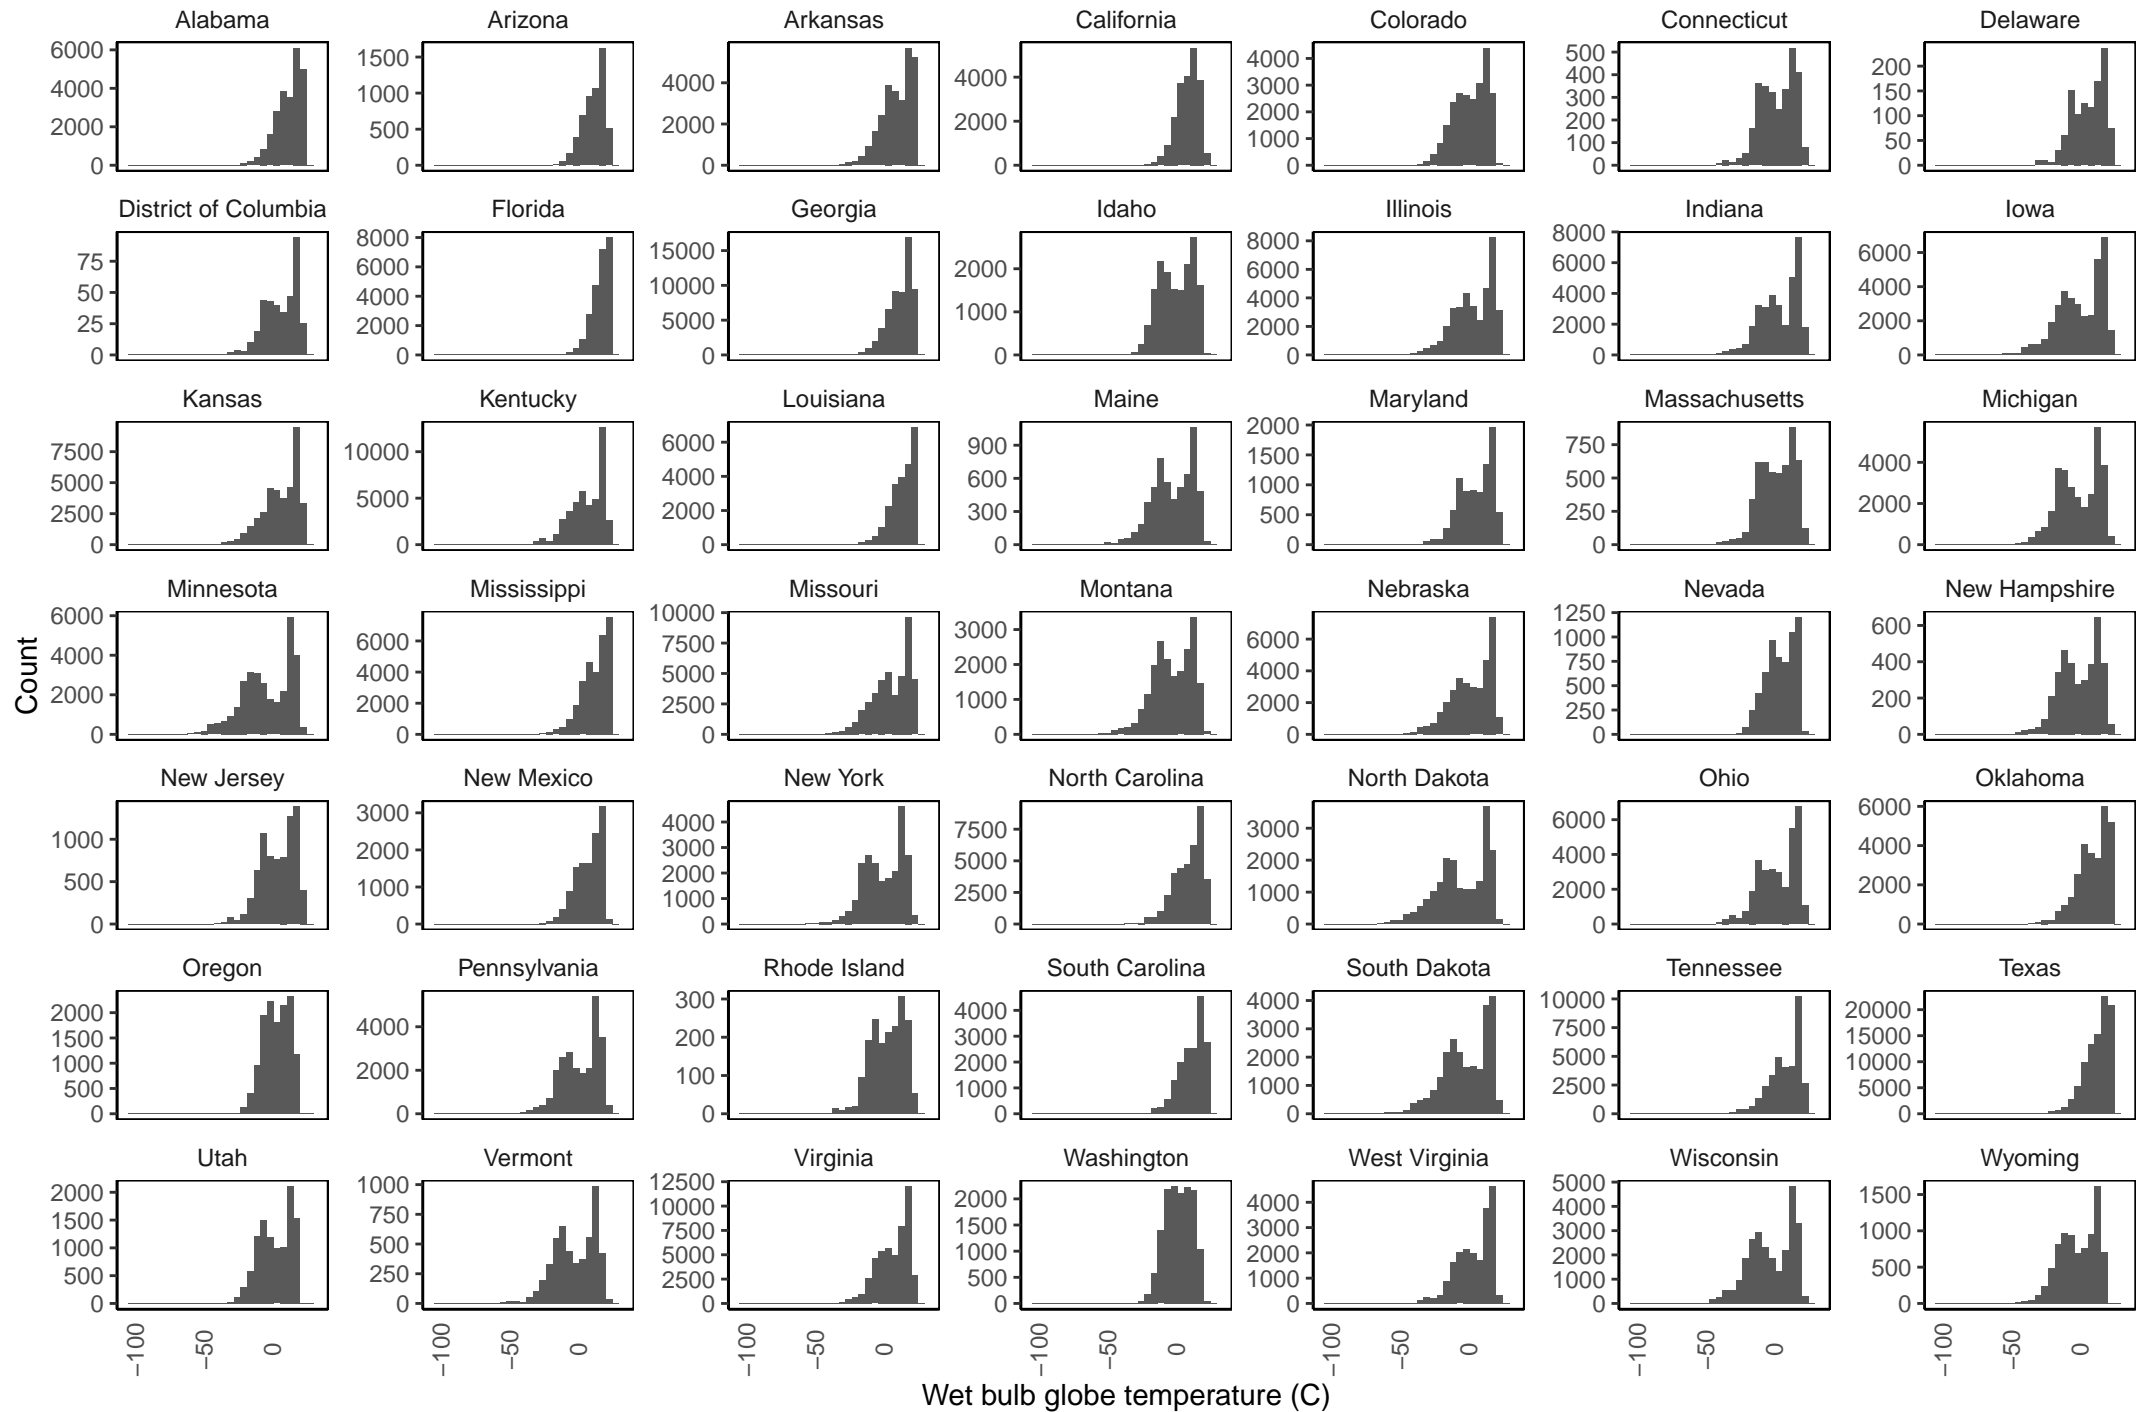 Alabama Arizona Arkansas California Colorado Connecticut Delaware
6000 4000 2000 0
1500 1000 500 0
4000 2000 0
4000 2000 0
4000 3000 2000 1000 0
500 400 300 200 100 0
200 150 100 50 0
District of Columbia Florida Georgia Idaho Illinois Indiana Iowa
75 50 25 0
8000 6000 4000 2000 0
15000 10000 5000 0
2000 1000 0
8000 6000 4000 2000 0
8000 6000 4000 2000 0
6000 4000 2000 0
Kansas Kentucky Louisiana Maine Maryland Massachusetts Michigan
7500 5000 2500 0
10000 5000 0
6000 4000 2000 0
900 600 300 0
2000 1500 1000 500 0
750 500 250 0
4000 2000 0
Minnesota Mississippi Missouri Montana Nebraska Nevada New Hampshire
6000 4000 2000 0
6000 4000 2000 0
10000 7500 5000 2500 0
3000 2000 1000 0
6000 4000 2000 0
1250 1000 750 500 250 0
600 400 200 0
Count
New Jersey New Mexico New York North Carolina North Dakota Ohio Oklahoma
1000 500 0
3000 2000 1000 0
4000 3000 2000 1000 0
7500 5000 2500 0
3000 2000 1000 0
6000 4000 2000 0
6000 4000 2000 0
Oregon Pennsylvania Rhode Island South Carolina South Dakota Tennessee Texas
2000 1500 1000 500 0
4000 2000 0
300 200 100 0
4000 3000 2000 1000 0
4000 3000 2000 1000 0
10000 7500 5000 2500 0
20000 15000 10000 5000 0
Utah Vermont Virginia Washington West Virginia Wisconsin Wyoming
2000 1500 1000 500 0
1000 750 500 250 0
12500 10000 7500 5000 2500 0
2000 1500 1000 500 0
4000 3000 2000 1000 0
5000 4000 3000 2000 1000 0
1500 1000 500 0
−100 −50 0 −100 −50 0 −100 −50 0 −100 −50 0 −100 −50 0 −100 −50 0 −100 −50 0
Wet bulb globe temperature (C)